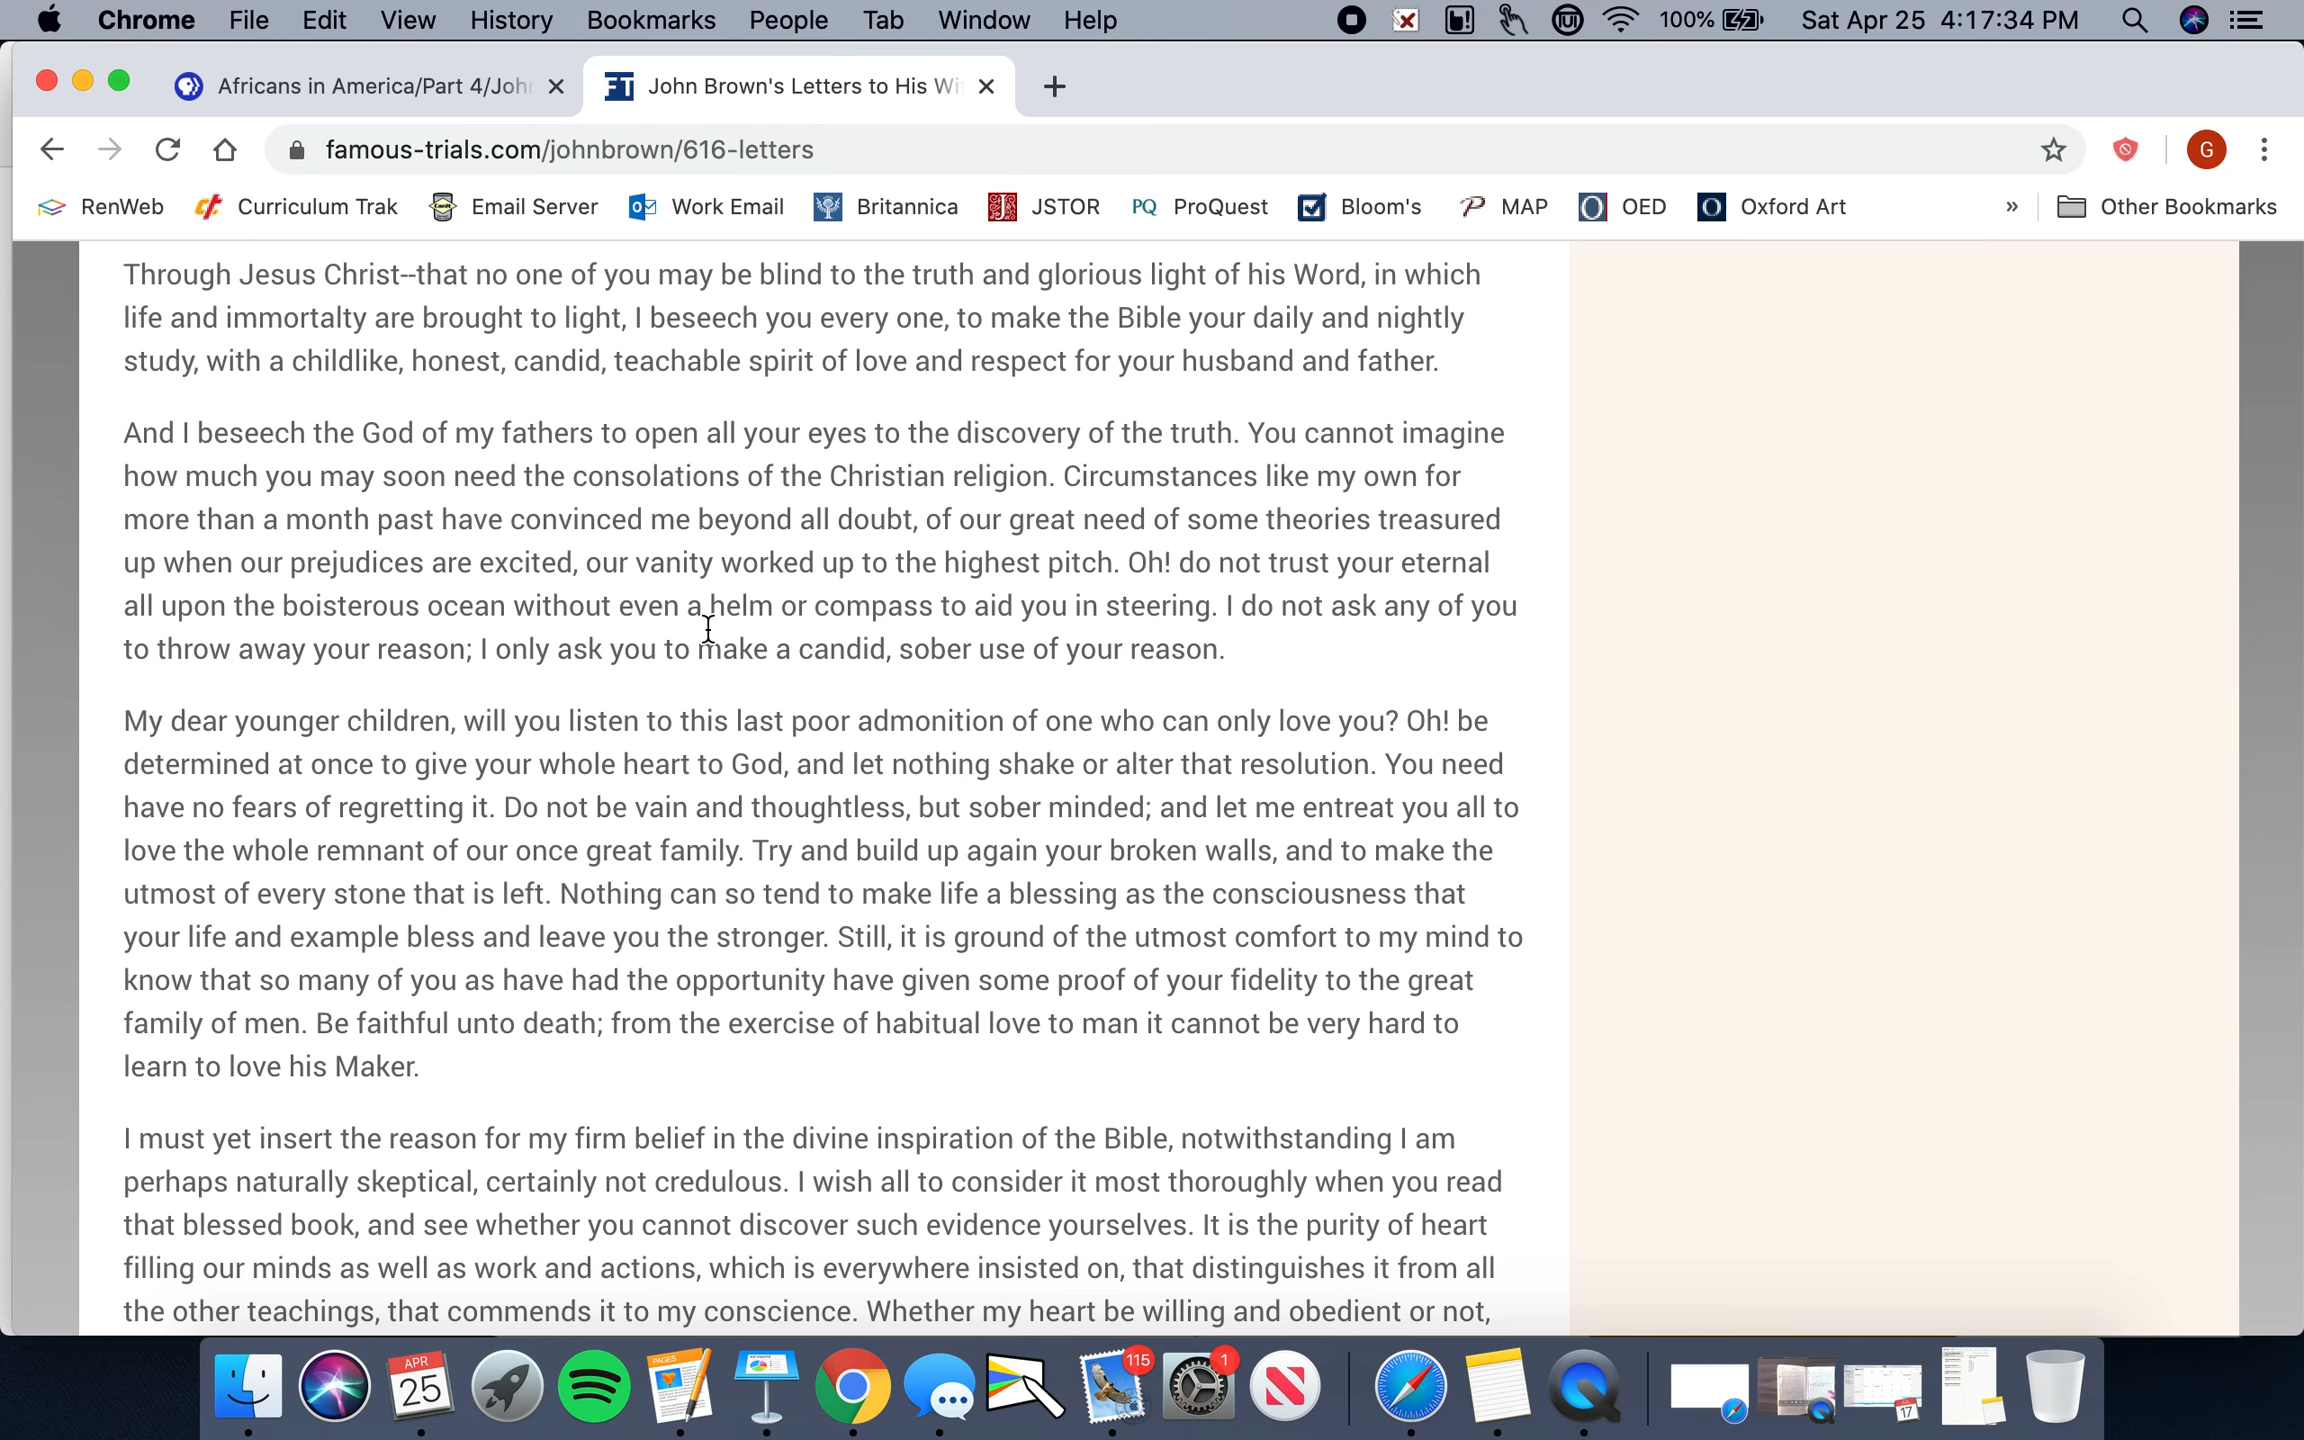 Chrome File Edit View History Bookmarks People Tab Window Help 100% Sat Apr 25 4:17:34 PM
Africans in America/Part 4/Joh
FT John Brown's Letters to His Wi
famous-trials.com/johnbrown/616-letters G
RenWeb Curriculum Trak Email Server Work Email Britannica JSTOR PQ ProQuest Bloom's MAP OED Oxford Art » Other Bookmarks
Through Jesus Christ--that no one of you may be blind to the truth and glorious light of his Word, in which
life and immortalty are brought to light, I beseech you every one, to make the Bible your daily and nightly
study, with a childlike, honest, candid, teachable spirit of love and respect for your husband and father.
And I beseech the God of my fathers to open all your eyes to the discovery of the truth. You cannot imagine
how much you may soon need the consolations of the Christian religion. Circumstances like my own for
more than a month past have convinced me beyond all doubt, of our great need of some theories treasured
up when our prejudices are excited, our vanity worked up to the highest pitch. Oh! do not trust your eternal
all upon the boisterous ocean without even a helm or compass to aid you in steering. I do not ask any of you
to throw away your reason; I only ask you to make a candid, sober use of your reason.
My dear younger children, will you listen to this last poor admonition of one who can only love you? Oh! be
determined at once to give your whole heart to God, and let nothing shake or alter that resolution. You need
have no fears of regretting it. Do not be vain and thoughtless, but sober minded; and let me entreat you all to
love the whole remnant of our once great family. Try and build up again your broken walls, and to make the
utmost of every stone that is left. Nothing can so tend to make life a blessing as the consciousness that
your life and example bless and leave you the stronger. Still, it is ground of the utmost comfort to my mind to
know that so many of you as have had the opportunity have given some proof of your fidelity to the great
family of men. Be faithful unto death; from the exercise of habitual love to man it cannot be very hard to
learn to love his Maker.
I must yet insert the reason for my firm belief in the divine inspiration of the Bible, notwithstanding I am
perhaps naturally skeptical, certainly not credulous. I wish all to consider it most thoroughly when you read
that blessed book, and see whether you cannot discover such evidence yourselves. It is the purity of heart
filling our minds as well as work and actions, which is everywhere insisted on, that distinguishes it from all
the other teachings, that commends it to my conscience. Whether my heart be willing and obedient or not,
APR
25
PAGES
115
1
17